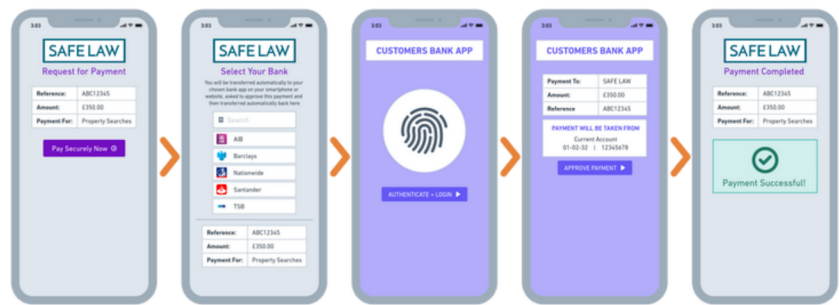 3:03
SAFE LAW
Request for Payment
Reference: ABC12345
Amount: £350.00
Payment For: Property Searches
Pay Securely Now
3:03
SAFE LAW
Select Your Bank
You will be transferred automatically to your
chosen bank app on your smartphone or
website, asked to approve this payment and
then transferred automatically back here
Search
AIB
Barclays
Nationwide
Santander
TSB
Reference: ABC12345
Amount: £350.00
Payment For: Property Searches
3:03
CUSTOMERS BANK APP
AUTHENTICATE + LOGIN
3:03
CUSTOMERS BANK APP
Payment To: SAFE LAW
Amount: £350.00
Reference ABC12345
PAYMENT WILL BE TAKEN FROM
Current Account
01-02-32 | 12345678
APPROVE PAYMENT
3:03
SAFE LAW
Payment Completed
Reference: ABC12345
Amount: £350.00
Payment For: Property Searches
Payment Successful!